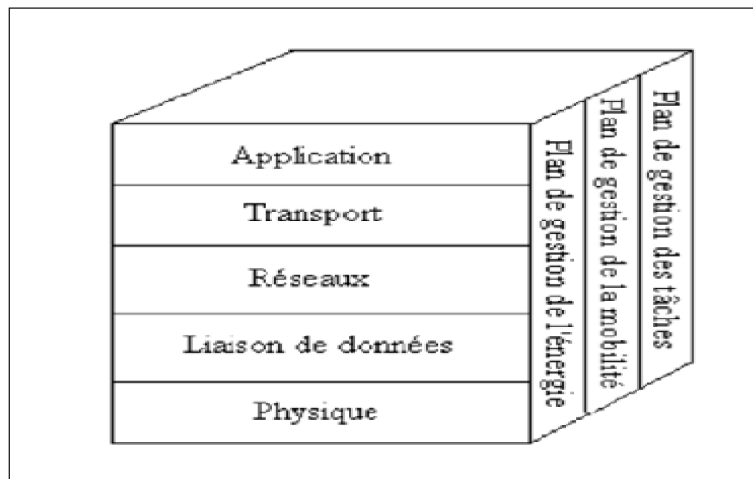 Application
Transport
Réseaux
Liaison de données
Physique
Plan de gestion de l'énergie
Plan de gestion de la mobilité
Plan de gestion des tâches